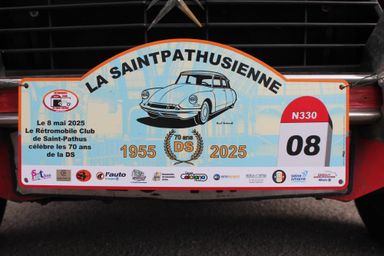 LA SAINTPATHUSIENNE
Le 8 mai 2025
Le Rétromobile Club
de Saint-Pathus
célèbre les 70 ans
de la DS
1955
70 ans
DS
2025
N330
08
l'auto